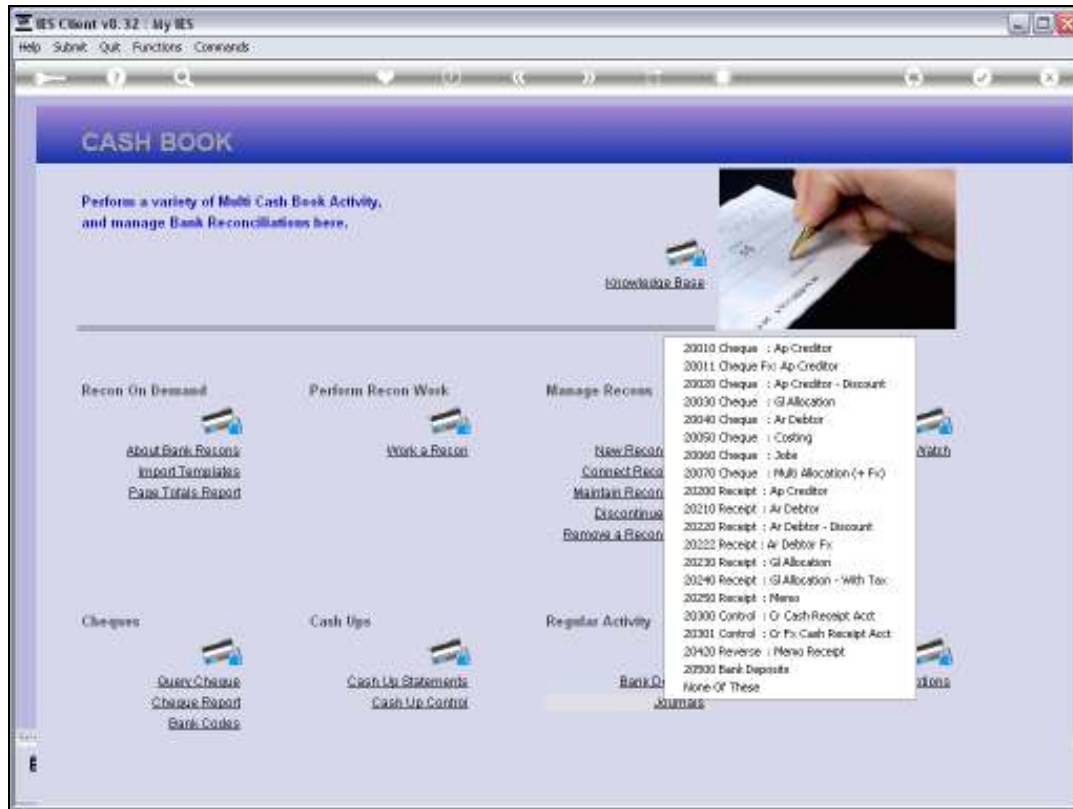 IES Client v8.32 : My IES
Help Submit Quit Functions Commands
CASH BOOK
Perform a variety of Multi Cash Book Activity,
and manage Bank Reconciliations here.
Knowledge Base
Recon On Demand
About Bank Recons
Import Templates
Page Totals Report
Perform Recon Work
Work a Recon
Manage Recons
New Recon
Connect Reco
Maintain Recon
Discontinue
Remove a Recon
Watch
20010 Cheque : Ap Creditor
20011 Cheque Fx: Ap Creditor
20020 Cheque : Ap Creditor - Discount
20030 Cheque : Gl Allocation
20040 Cheque : Ar Debtor
20050 Cheque : Costing
20060 Cheque : Jobs
20070 Cheque : Multi Allocation (+ Fx)
20200 Receipt : Ap Creditor
20210 Receipt : Ar Debtor
20220 Receipt : Ar Debtor - Discount
20222 Receipt : Ar Debtor Fx
20230 Receipt : Gl Allocation
20240 Receipt : Gl Allocation - With Tax
20250 Receipt : Memo
20300 Control : Cr Cash Receipt Acct
20301 Control : Cr Fx Cash Receipt Acct
20420 Reverse : Memo Receipt
20500 Bank Deposits
None Of These
Cheques
Query Cheque
Cheque Report
Bank Codes
Cash Ups
Cash Up Statements
Cash Up Control
Regular Activity
Bank D
Journals